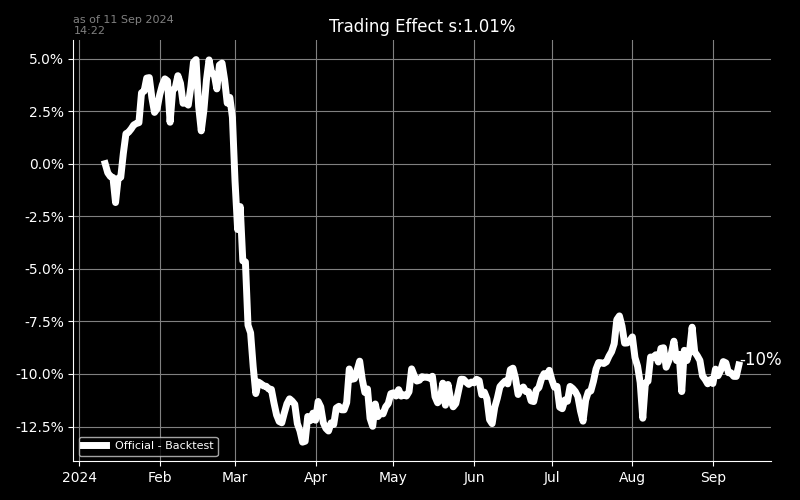 as of 11 Sep 2024
14:22
Trading Effect s:1.01%
5.0%
2.5%
0.0%
-2.5%
-5.0%
-7.5%
-10.0%
-12.5%
-10%
Official - Backtest
2024 Feb Mar Apr May Jun Jul Aug Sep